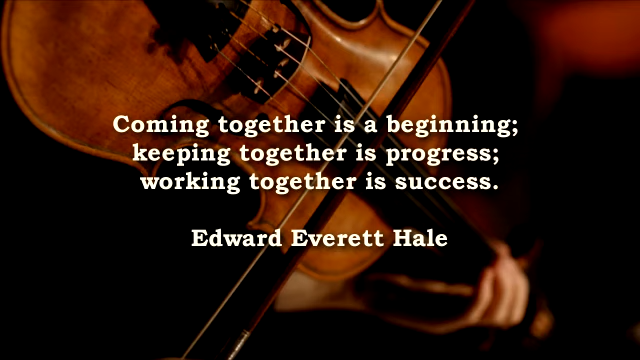 Coming together is a beginning;
keeping together is progress;
working together is success.
Edward Everett Hale